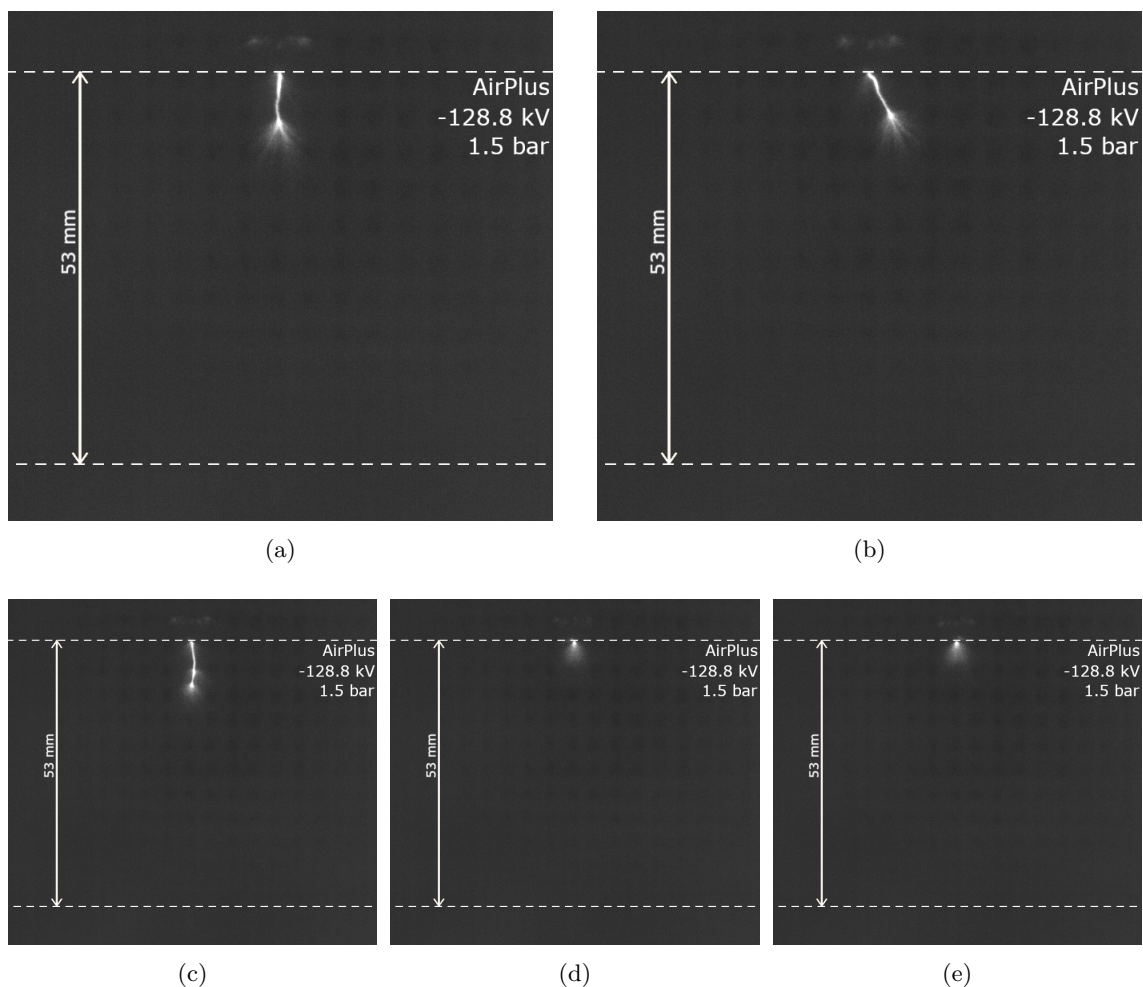 AirPlus
-128.8 kV
1.5 bar
53 mm
(a)
AirPlus
-128.8 kV
1.5 bar
53 mm
(b)
AirPlus
-128.8 kV
1.5 bar
53 mm
(c)
AirPlus
-128.8 kV
1.5 bar
53 mm
(d)
AirPlus
-128.8 kV
1.5 bar
53 mm
(e)